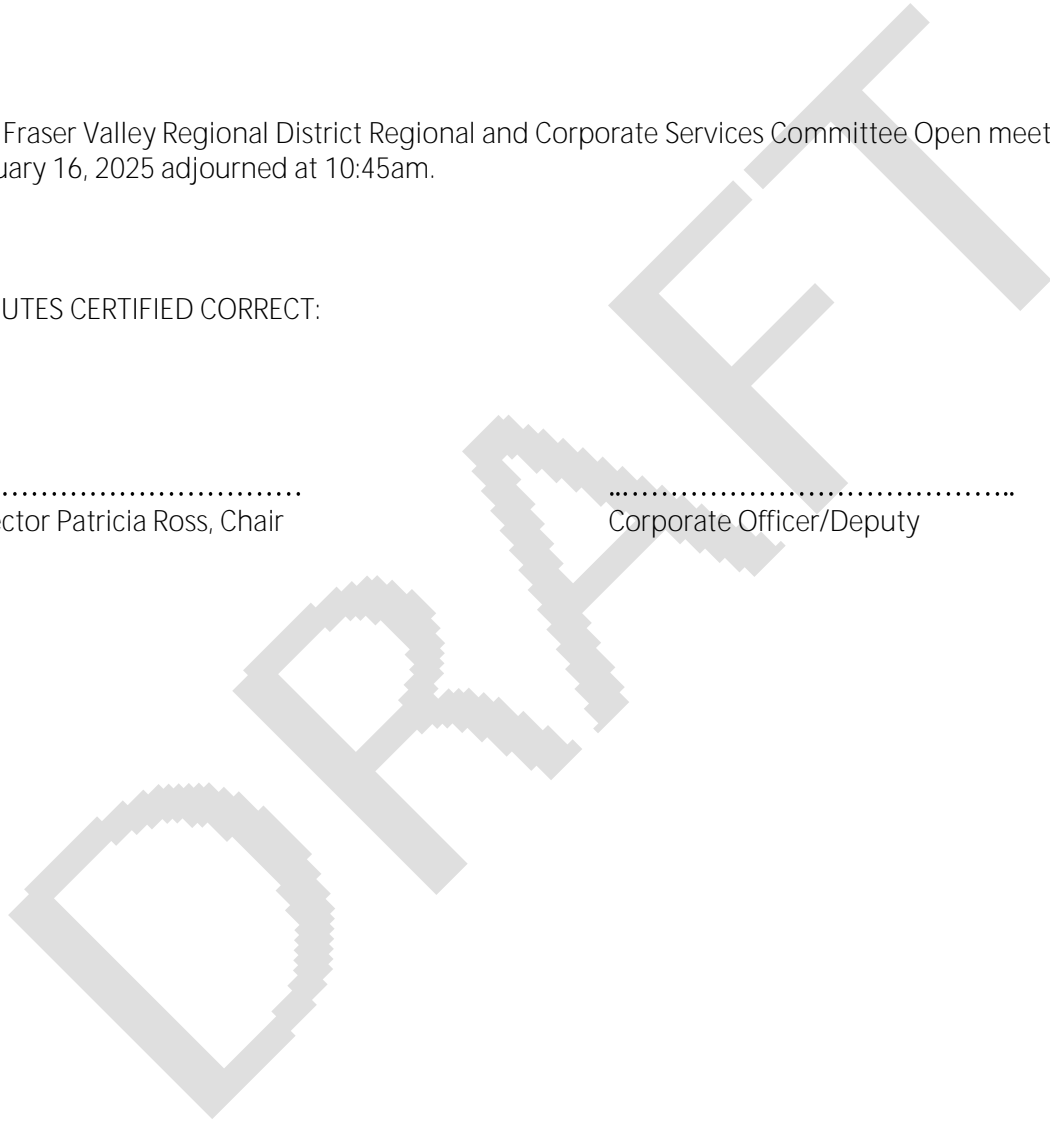 Fraser Valley Regional District Regional and Corporate Services Committee Open meet
uary 16, 2025 adjourned at 10:45am.
UTES CERTIFIED CORRECT:
…………………………… ...…………………………………..
ctor Patricia Ross, Chair Corporate Officer/Deputy
DRAFT